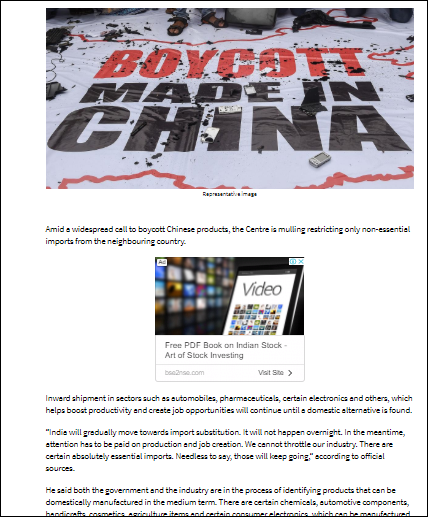 BOYCOTT
MADE IN
CHINA
Representative image
Amid a widespread call to boycott Chinese products, the Centre is mulling restricting only non-essential
imports from the neighbouring country.
Ad
Video
Free PDF Book on Indian Stock -
Art of Stock Investing
bse2nse.com
Visit Site
Inward shipment in sectors such as automobiles, pharmaceuticals, certain electronics and others, which
helps boost productivity and create job opportunities will continue until a domestic alternative is found.
"India will gradually move towards import substitution. It will not happen overnight. In the meantime,
attention has to be paid on production and job creation. We cannot throttle our industry. There are
certain absolutely essential imports. Needless to say, those will keep going," according to official
sources.
He said both the government and the industry are in the process of identifying products that can be
domestically manufactured in the medium term. There are certain chemicals, automotive components,
handicrafts, cosmetics, agriculture items and certain consumer electronics, which can be manufactured